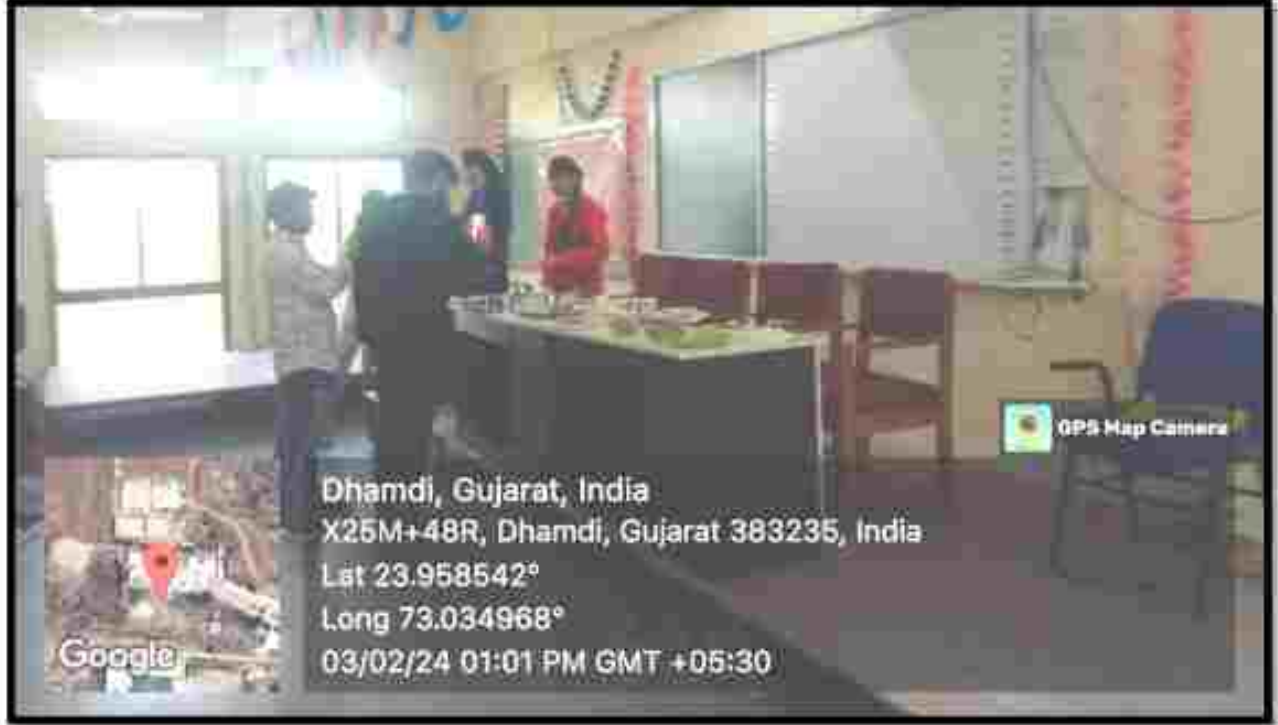 GPS Map Camera
Dhamdi, Gujarat, India
X25M+48R, Dhamdi, Gujarat 383235, India
Lat 23.958542°
Long 73.034968°
03/02/24 01:01 PM GMT +05:30
Google